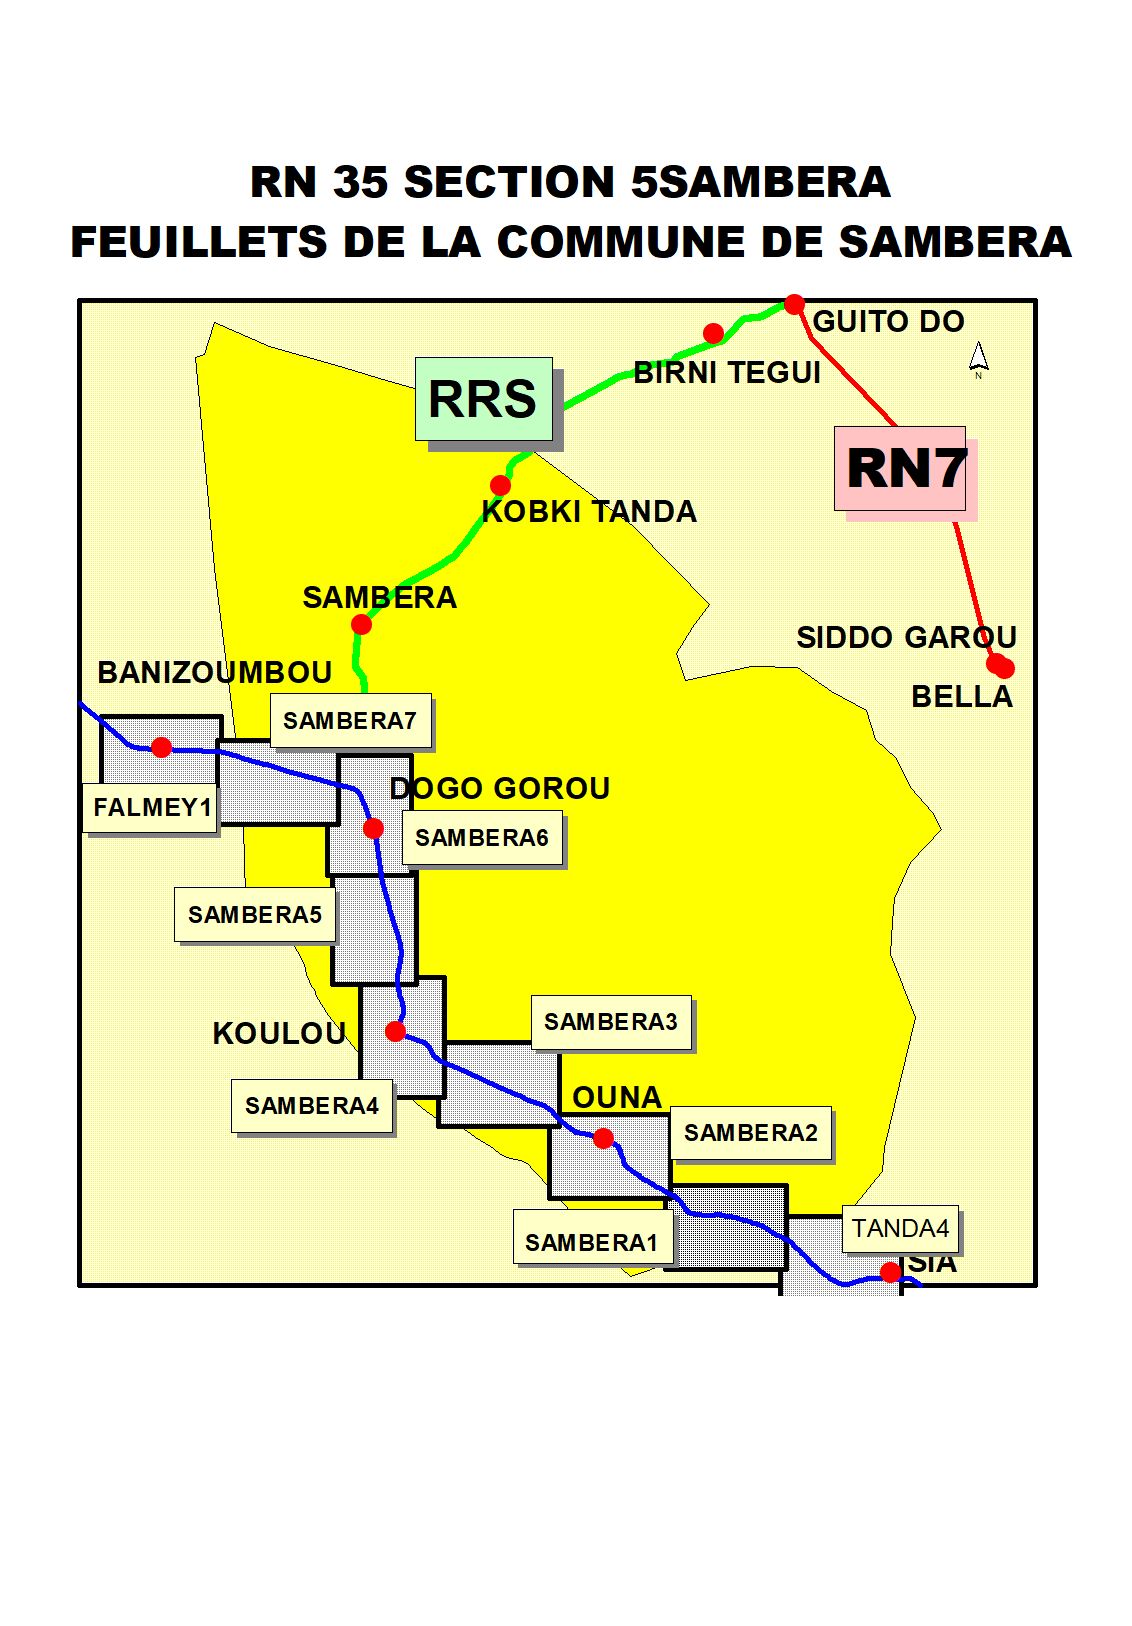 RN 35 SECTION 5SAMBERA
FEUILLETS DE LA COMMUNE DE SAMBERA
GUITO DO
BIRNI TEGUI
N
RRS
RN7
KOBKI TANDA
SAMBERA
SIDDO GAROU
BANIZOUMBOU
BELLA
SAMBERA7
DOGO GOROU
FALMEY1
SAMBERA6
SAMBERA5
SAMBERA3
KOULOU
OUNA
SAMBERA4
SAMBERA2
TANDA4
SAMBERA1
SIA